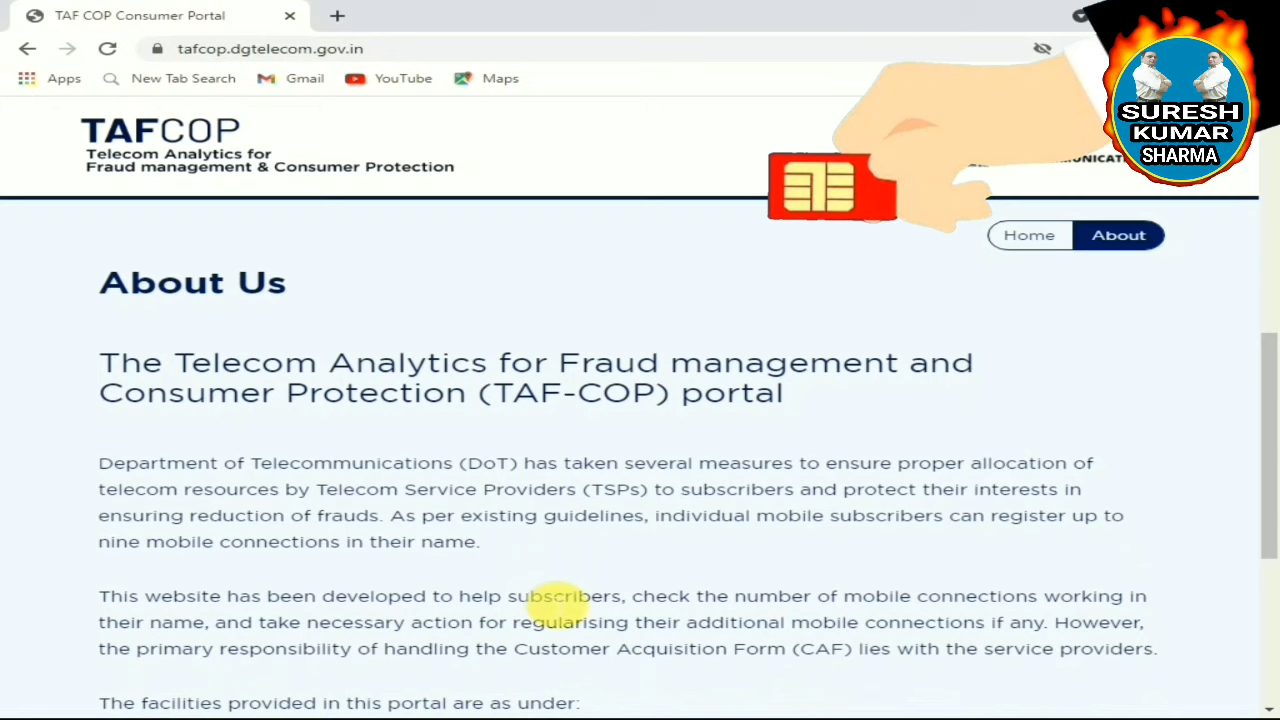 TAF COP Consumer Portal
tafcop.dgtelecom.gov.in
Apps New Tab Search Gmail YouTube Maps
SURESH
KUMAR
SHARMA
TAFCOP
Telecom Analytics for
Fraud management & Consumer Protection
Home About
About Us
The Telecom Analytics for Fraud management and
Consumer Protection (TAF-COP) portal
Department of Telecommunications (DoT) has taken several measures to ensure proper allocation of
telecom resources by Telecom Service Providers (TSPs) to subscribers and protect their interests in
ensuring reduction of frauds. As per existing guidelines, individual mobile subscribers can register up to
nine mobile connections in their name.
This website has been developed to help subscribers, check the number of mobile connections working in
their name, and take necessary action for regularising their additional mobile connections if any. However,
the primary responsibility of handling the Customer Acquisition Form (CAF) lies with the service providers.
The facilities provided in this portal are as under: